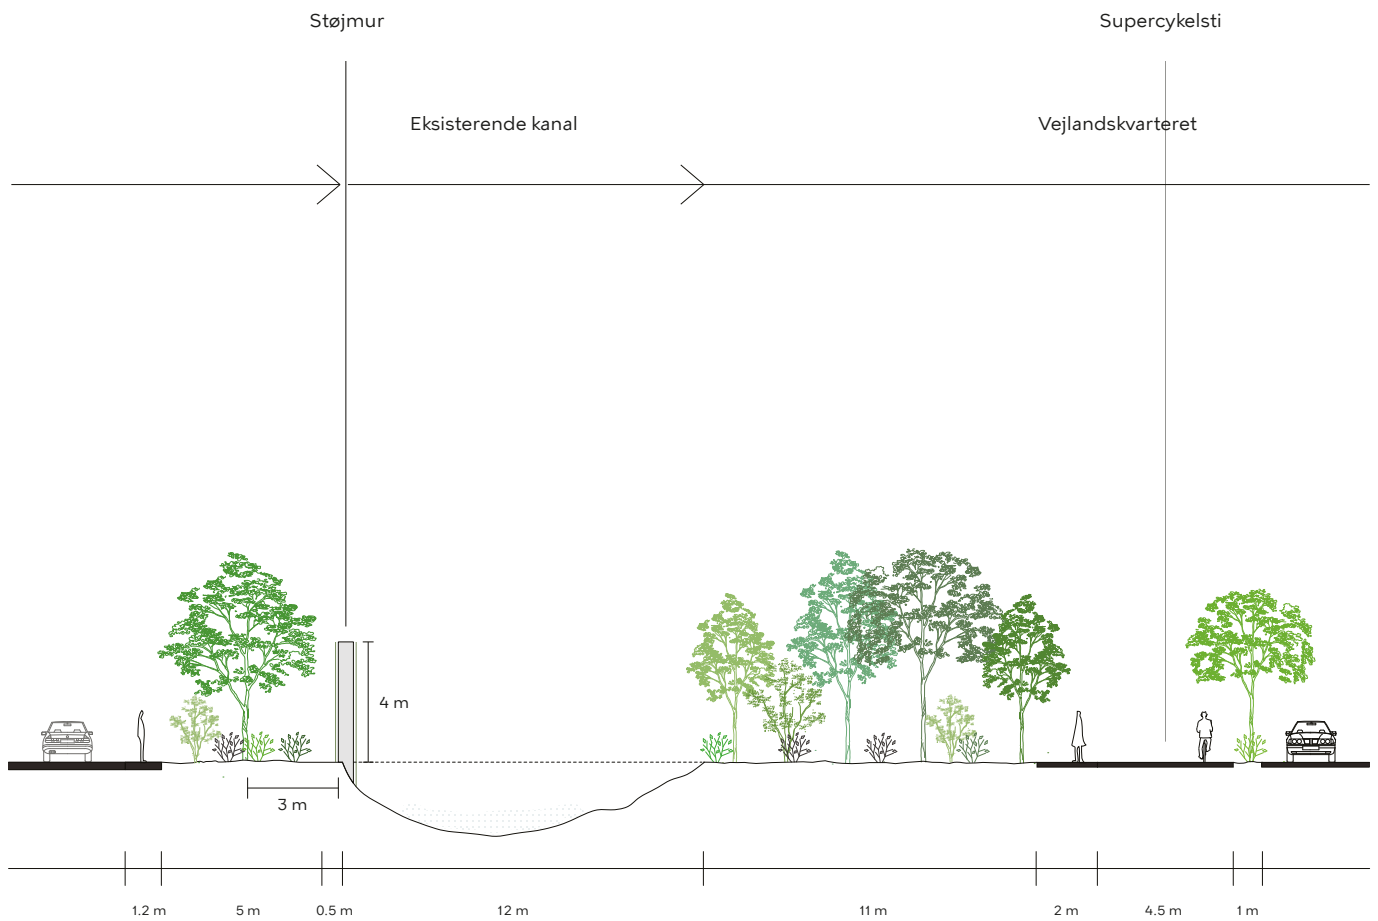 Støjmur
Supercykelsti
Eksisterende kanal
Vejlandskvarteret
4 m
3 m
1.2 m
5 m
0.5 m
12 m
11 m
2 m
4.5 m
1 m